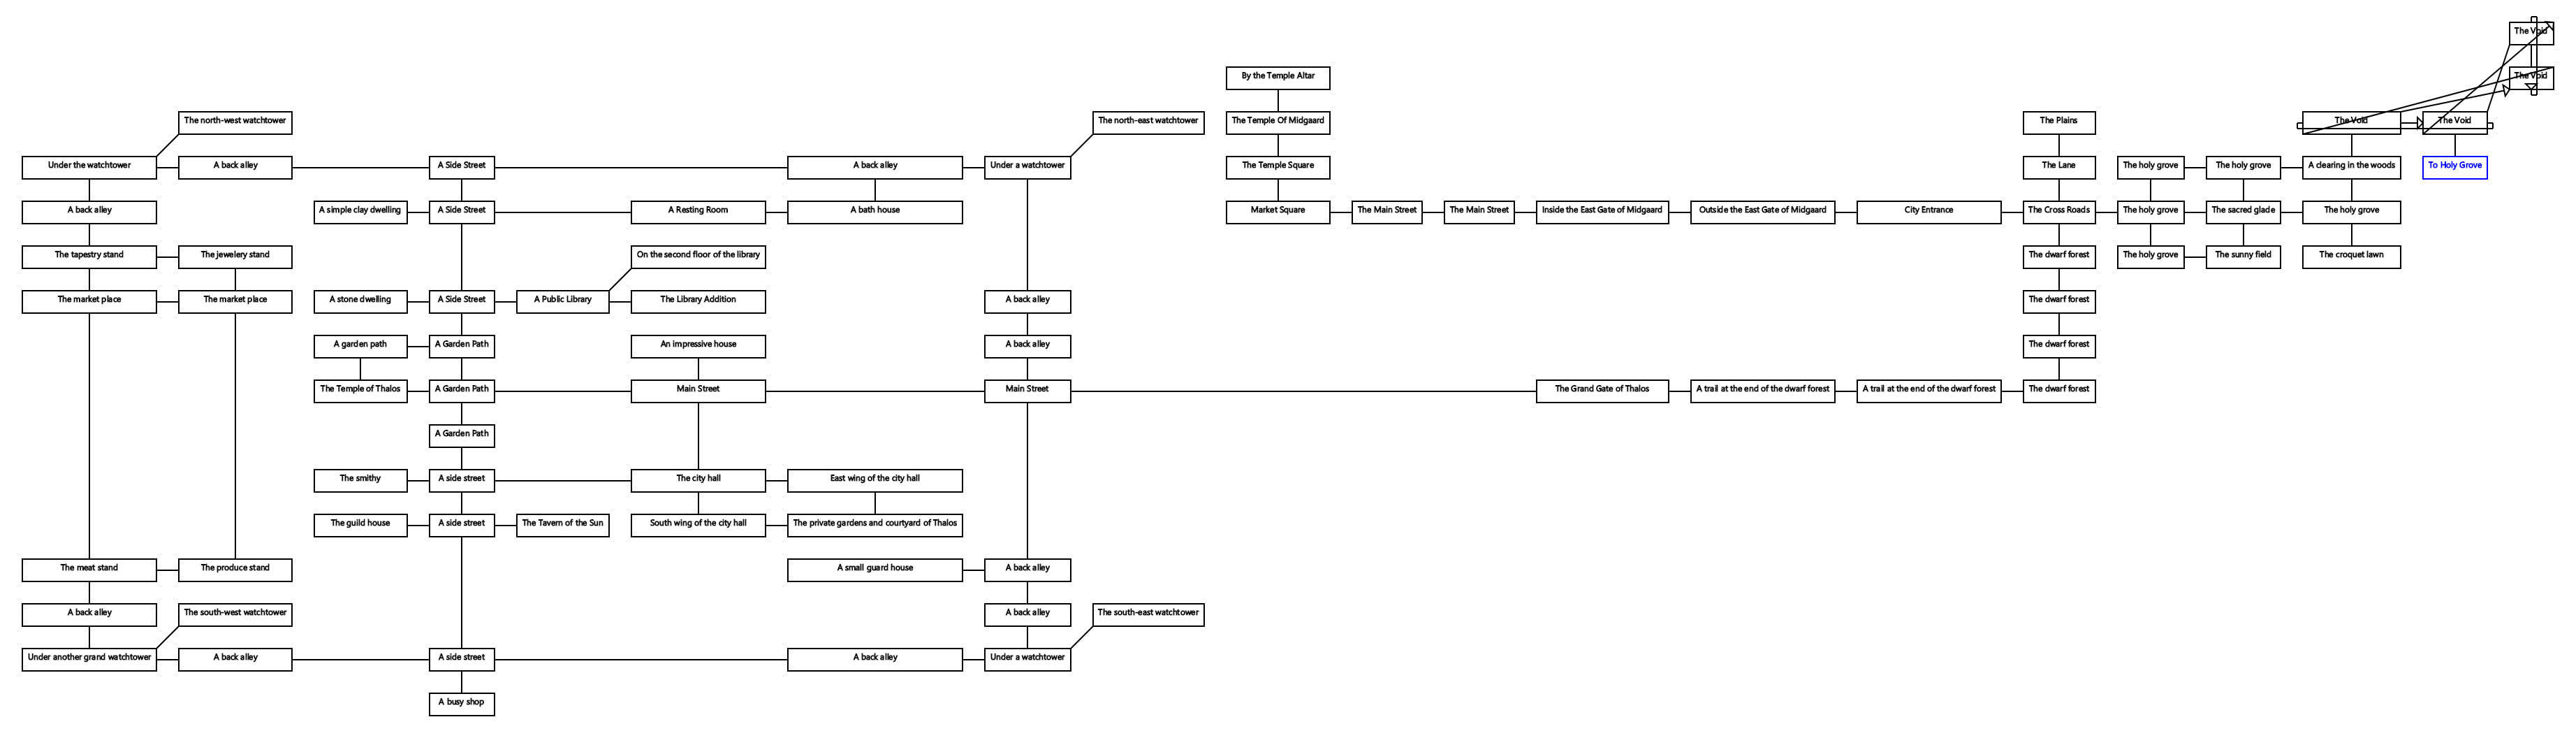 The Void
By the Temple Altar
The Void
The north-west watchtower
The north-east watchtower
The Temple Of Midgaard
The Plains
The Void
The Void
Under the watchtower
A back alley
A Side Street
A back alley
Under a watchtower
The Temple Square
The Lane
The holy grove
The holy grove
A clearing in the woods
To Holy Grove
A back alley
A simple clay dwelling
A Side Street
A Resting Room
A bath house
Market Square
The Main Street
The Main Street
Inside the East Gate of Midgaard
Outside the East Gate of Midgaard
City Entrance
The Cross Roads
The holy grove
The sacred glade
The holy grove
The tapestry stand
The jewelery stand
On the second floor of the library
The dwarf forest
The holy grove
The sunny field
The croquet lawn
The market place
The market place
A stone dwelling
A Side Street
A Public Library
The Library Addition
A back alley
The dwarf forest
A garden path
A Garden Path
An impressive house
A back alley
The dwarf forest
The Temple of Thalos
A Garden Path
Main Street
Main Street
The Grand Gate of Thalos
A trail at the end of the dwarf forest
A trail at the end of the dwarf forest
The dwarf forest
A Garden Path
The smithy
A side street
The city hall
East wing of the city hall
The guild house
A side street
The Tavern of the Sun
South wing of the city hall
The private gardens and courtyard of Thalos
The meat stand
The produce stand
A small guard house
A back alley
A back alley
The south-west watchtower
A back alley
The south-east watchtower
Under another grand watchtower
A back alley
A side street
A back alley
Under a watchtower
A busy shop